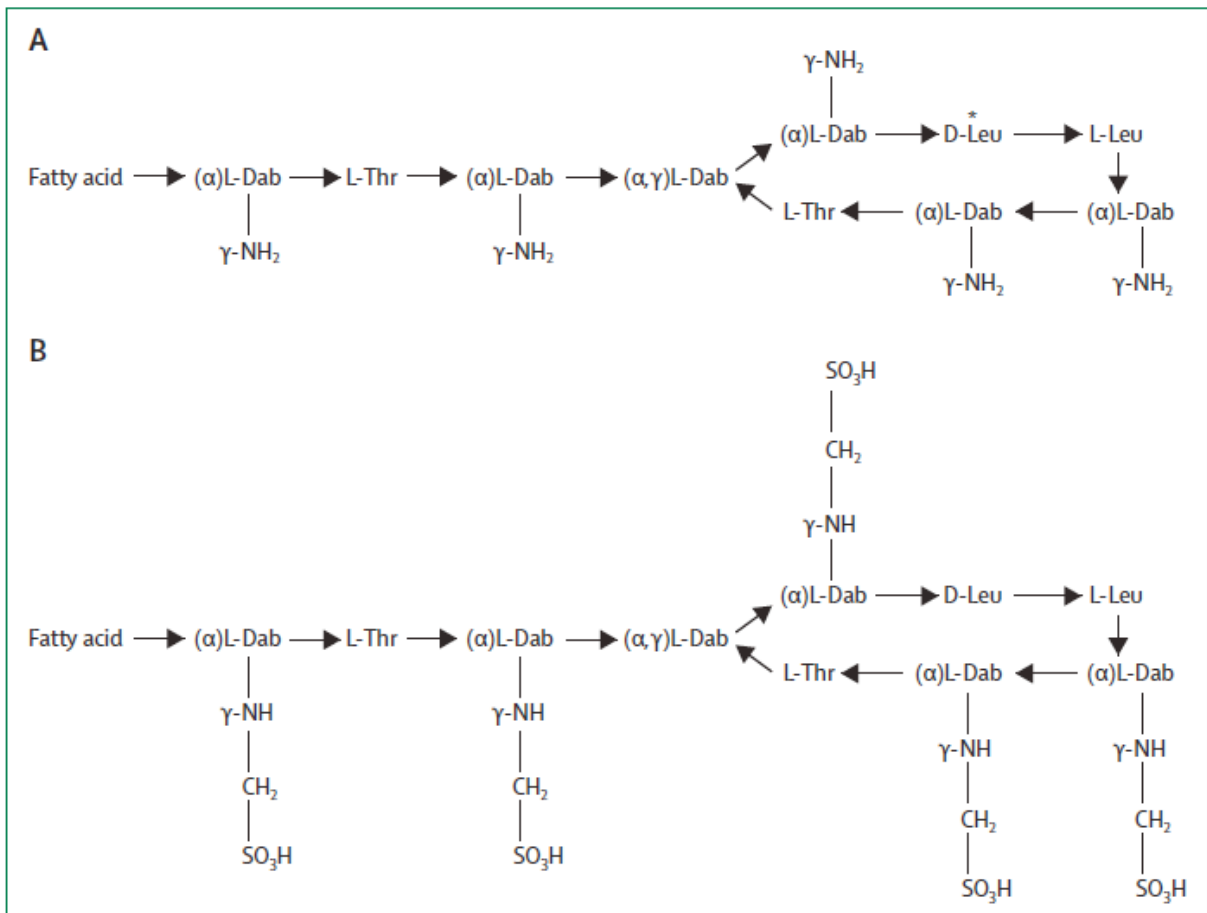 A
γ-NH₂
(α)L-Dab D-Leu* L-Leu
Fatty acid (α)L-Dab L-Thr (α)L-Dab (α,γ)L-Dab
L-Thr (α)L-Dab (α)L-Dab
γ-NH₂ γ-NH₂
γ-NH₂ γ-NH₂
B
SO₃H
CH₂
γ-NH
(α)L-Dab D-Leu L-Leu
Fatty acid (α)L-Dab L-Thr (α)L-Dab (α,γ)L-Dab
L-Thr (α)L-Dab (α)L-Dab
γ-NH γ-NH
γ-NH γ-NH
CH₂ CH₂
CH₂ CH₂
SO₃H SO₃H
SO₃H SO₃H